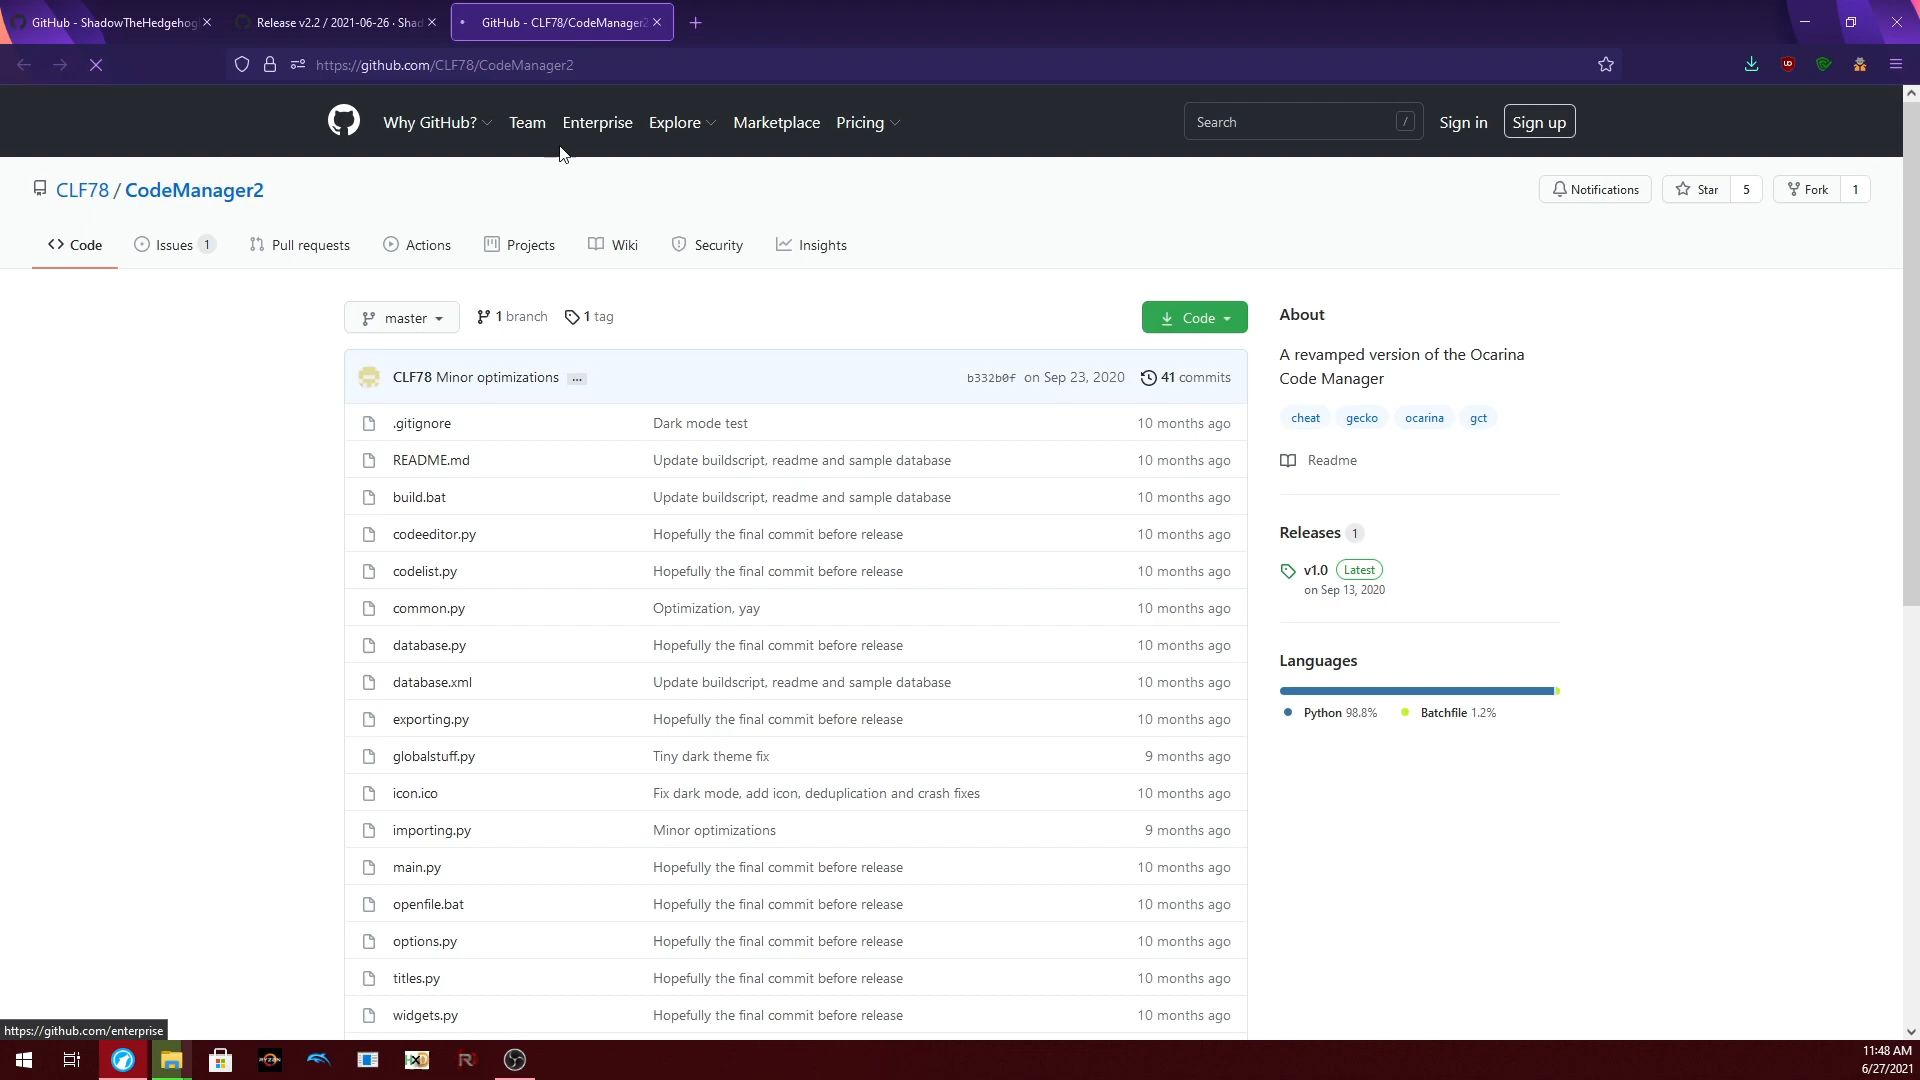 GitHub - ShadowTheHedgehog
Release v2.2 / 2021-06-26 · Shad
GitHub - CLF78/CodeManager2
https://github.com/CLF78/CodeManager2
Why GitHub?
Team
Enterprise
Explore
Marketplace
Pricing
Search
/
Sign in
Sign up
CLF78 / CodeManager2
Notifications
Star 5
Fork 1
Code
Issues 1
Pull requests
Actions
Projects
Wiki
Security
Insights
master
1 branch
1 tag
Code
CLF78 Minor optimizations ...
b332b0f on Sep 23, 2020
41 commits
.gitignore Dark mode test 10 months ago
README.md Update buildscript, readme and sample database 10 months ago
build.bat Update buildscript, readme and sample database 10 months ago
codeeditor.py Hopefully the final commit before release 10 months ago
codelist.py Hopefully the final commit before release 10 months ago
common.py Optimization, yay 10 months ago
database.py Hopefully the final commit before release 10 months ago
database.xml Update buildscript, readme and sample database 10 months ago
exporting.py Hopefully the final commit before release 10 months ago
globalstuff.py Tiny dark theme fix 9 months ago
icon.ico Fix dark mode, add icon, deduplication and crash fixes 10 months ago
importing.py Minor optimizations 9 months ago
main.py Hopefully the final commit before release 10 months ago
openfile.bat Hopefully the final commit before release 10 months ago
options.py Hopefully the final commit before release 10 months ago
titles.py Hopefully the final commit before release 10 months ago
widgets.py Hopefully the final commit before release 10 months ago
About
A revamped version of the Ocarina
Code Manager
cheat gecko ocarina gct
Readme
Releases 1
v1.0 Latest
on Sep 13, 2020
Languages
Python 98.8% Batchfile 1.2%
https://github.com/enterprise
RYZEN
11:48 AM
6/27/2021